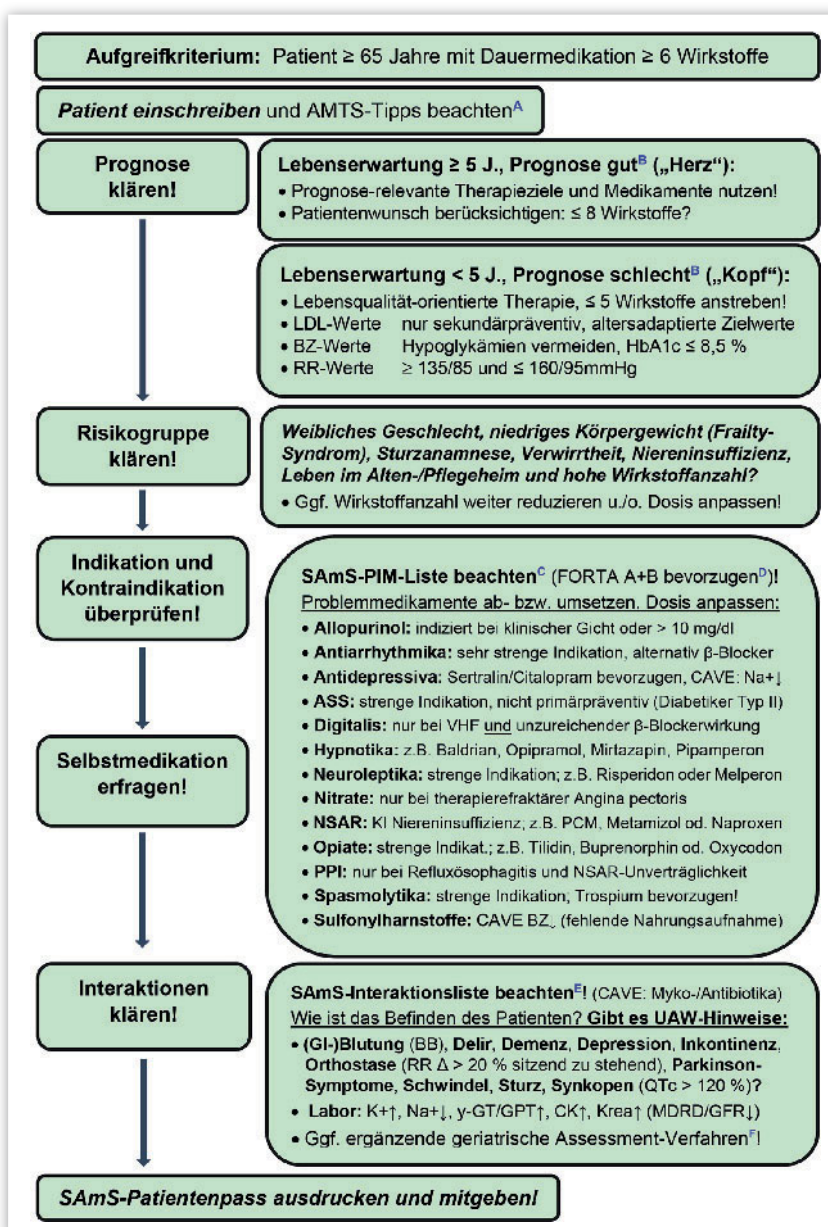 Aufgreifkriterium: Patient ≥ 65 Jahre mit Dauermedikation ≥ 6 Wirkstoffe
Patient einschreiben und AMTS-Tipps beachtenA
Prognose
klären!
Lebenserwartung ≥ 5 J., Prognose gutB („Herz“):
• Prognose-relevante Therapieziele und Medikamente nutzen!
• Patientenwunsch berücksichtigen: ≤ 8 Wirkstoffe?
Lebenserwartung < 5 J., Prognose schlechtB („Kopf“):
• Lebensqualität-orientierte Therapie, ≤ 5 Wirkstoffe anstreben!
• LDL-Werte nur sekundärpräventiv, altersadaptierte Zielwerte
• BZ-Werte Hypoglykämien vermeiden, HbA1c ≤ 8,5 %
• RR-Werte ≥ 135/85 und ≤ 160/95mmHg
Risikogruppe
klären!
Weibliches Geschlecht, niedriges Körpergewicht (Frailty-
Syndrom), Sturzanamnese, Verwirrtheit, Niereninsuffizienz,
Leben im Alten-/Pflegeheim und hohe Wirkstoffanzahl?
• Ggf. Wirkstoffanzahl weiter reduzieren u./o. Dosis anpassen!
Indikation und
Kontraindikation
überprüfen!
SAmS-PIM-Liste beachtenC (FORTA A+B bevorzugenD)!
Problemmedikamente ab- bzw. umsetzen. Dosis anpassen:
• Allopurinol: indiziert bei klinischer Gicht oder > 10 mg/dl
• Antiarrhythmika: sehr strenge Indikation, alternativ β-Blocker
• Antidepressiva: Sertralin/Citalopram bevorzugen, CAVE: Na+↓
• ASS: strenge Indikation, nicht primärpräventiv (Diabetiker Typ II)
• Digitalis: nur bei VHF und unzureichender β-Blockerwirkung
• Hypnotika: z.B. Baldrian, Opipramol, Mirtazapin, Pipamperon
• Neuroleptika: strenge Indikation; z.B. Risperidon oder Melperon
• Nitrate: nur bei therapierefraktärer Angina pectoris
• NSAR: KI Niereninsuffizienz; z.B. PCM, Metamizol od. Naproxen
• Opiate: strenge Indikat.; z.B. Tilidin, Buprenorphin od. Oxycodon
• PPI: nur bei Refluxösophagitis und NSAR-Unverträglichkeit
• Spasmolytika: strenge Indikation; Trospium bevorzugen!
• Sulfonylharnstoffe: CAVE BZ↓ (fehlende Nahrungsaufnahme)
Selbstmedikation
erfragen!
Interaktionen
klären!
SAmS-Interaktionsliste beachtenE! (CAVE: Myko-/Antibiotika)
Wie ist das Befinden des Patienten? Gibt es UAW-Hinweise:
• (GI-)Blutung (BB), Delir, Demenz, Depression, Inkontinenz,
Orthostase (RR Δ > 20 % sitzend zu stehend), Parkinson-
Symptome, Schwindel, Sturz, Synkopen (QTc > 120 %)?
• Labor: K+↑, Na+↓, y-GT/GPT↑, CK↑, Krea↑ (MDRD/GFR↓)
• Ggf. ergänzende geriatrische Assessment-VerfahrenF!
SAmS-Patientenpass ausdrucken und mitgeben!